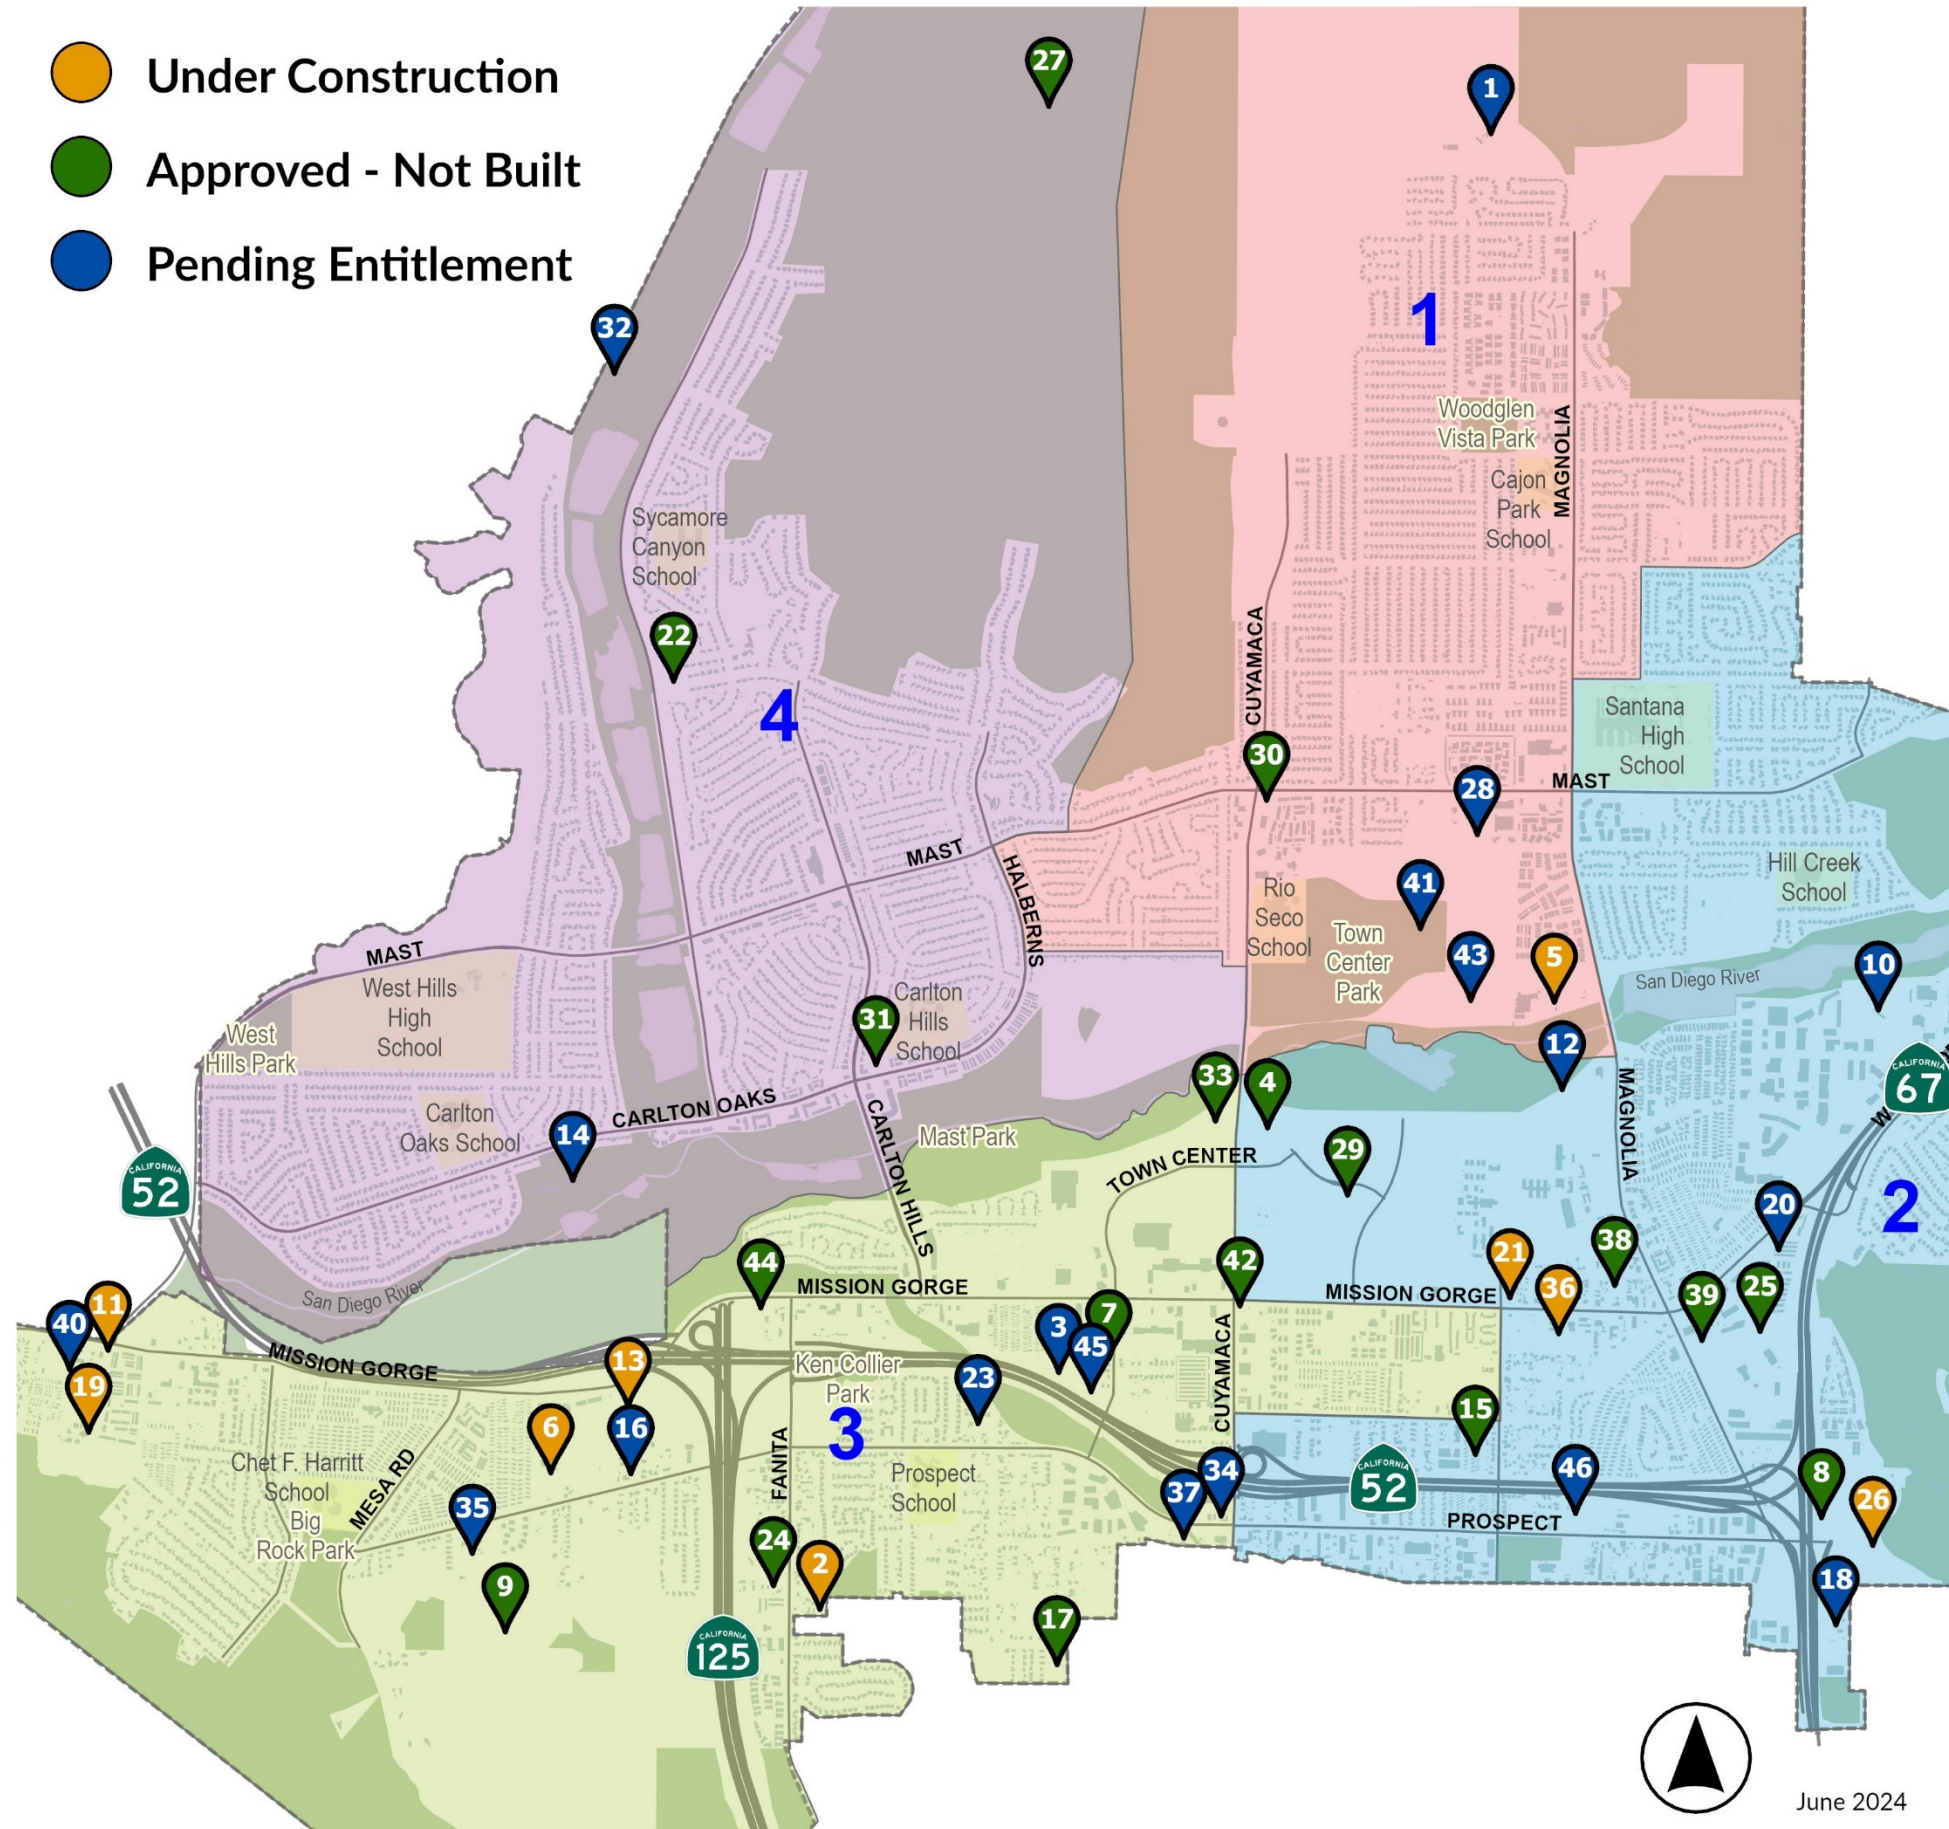 Under Construction
Approved - Not Built
Pending Entitlement
27
1
32
1
Woodglen
Vista Park
MAGNOLIA
Cajon
Park
School
Sycamore
Canyon
School
22
4
CUYAMACA
30
Santana
High
School
28
MAST
MAST
HALBERNS
Hill Creek
School
41
Rio
Seco
School
Town
Center
Park
43
5
10
San Diego River
MAST
West Hills
High
School
West
Hills Park
31
Carlton
Hills
School
12
CALIFORNIA
67
33
4
MAGNOLIA
Carlton
Oaks School
14
CARLTON OAKS
CARLTON HILLS
Mast Park
TOWN CENTER
29
CALIFORNIA
52
20
2
44
42
21
38
MISSION GORGE
MISSION GORGE
36
39
25
San Diego River
40
11
19
MISSION GORGE
13
Ken Collier
Park
3
7
45
23
CUYAMACA
6
16
3
15
Chet F. Harritt
School
Big
Rock Park
MESA RD
FANITA
Prospect
School
35
37
34
CALIFORNIA
52
46
8
26
PROSPECT
9
24
2
18
17
CALIFORNIA
125
June 2024